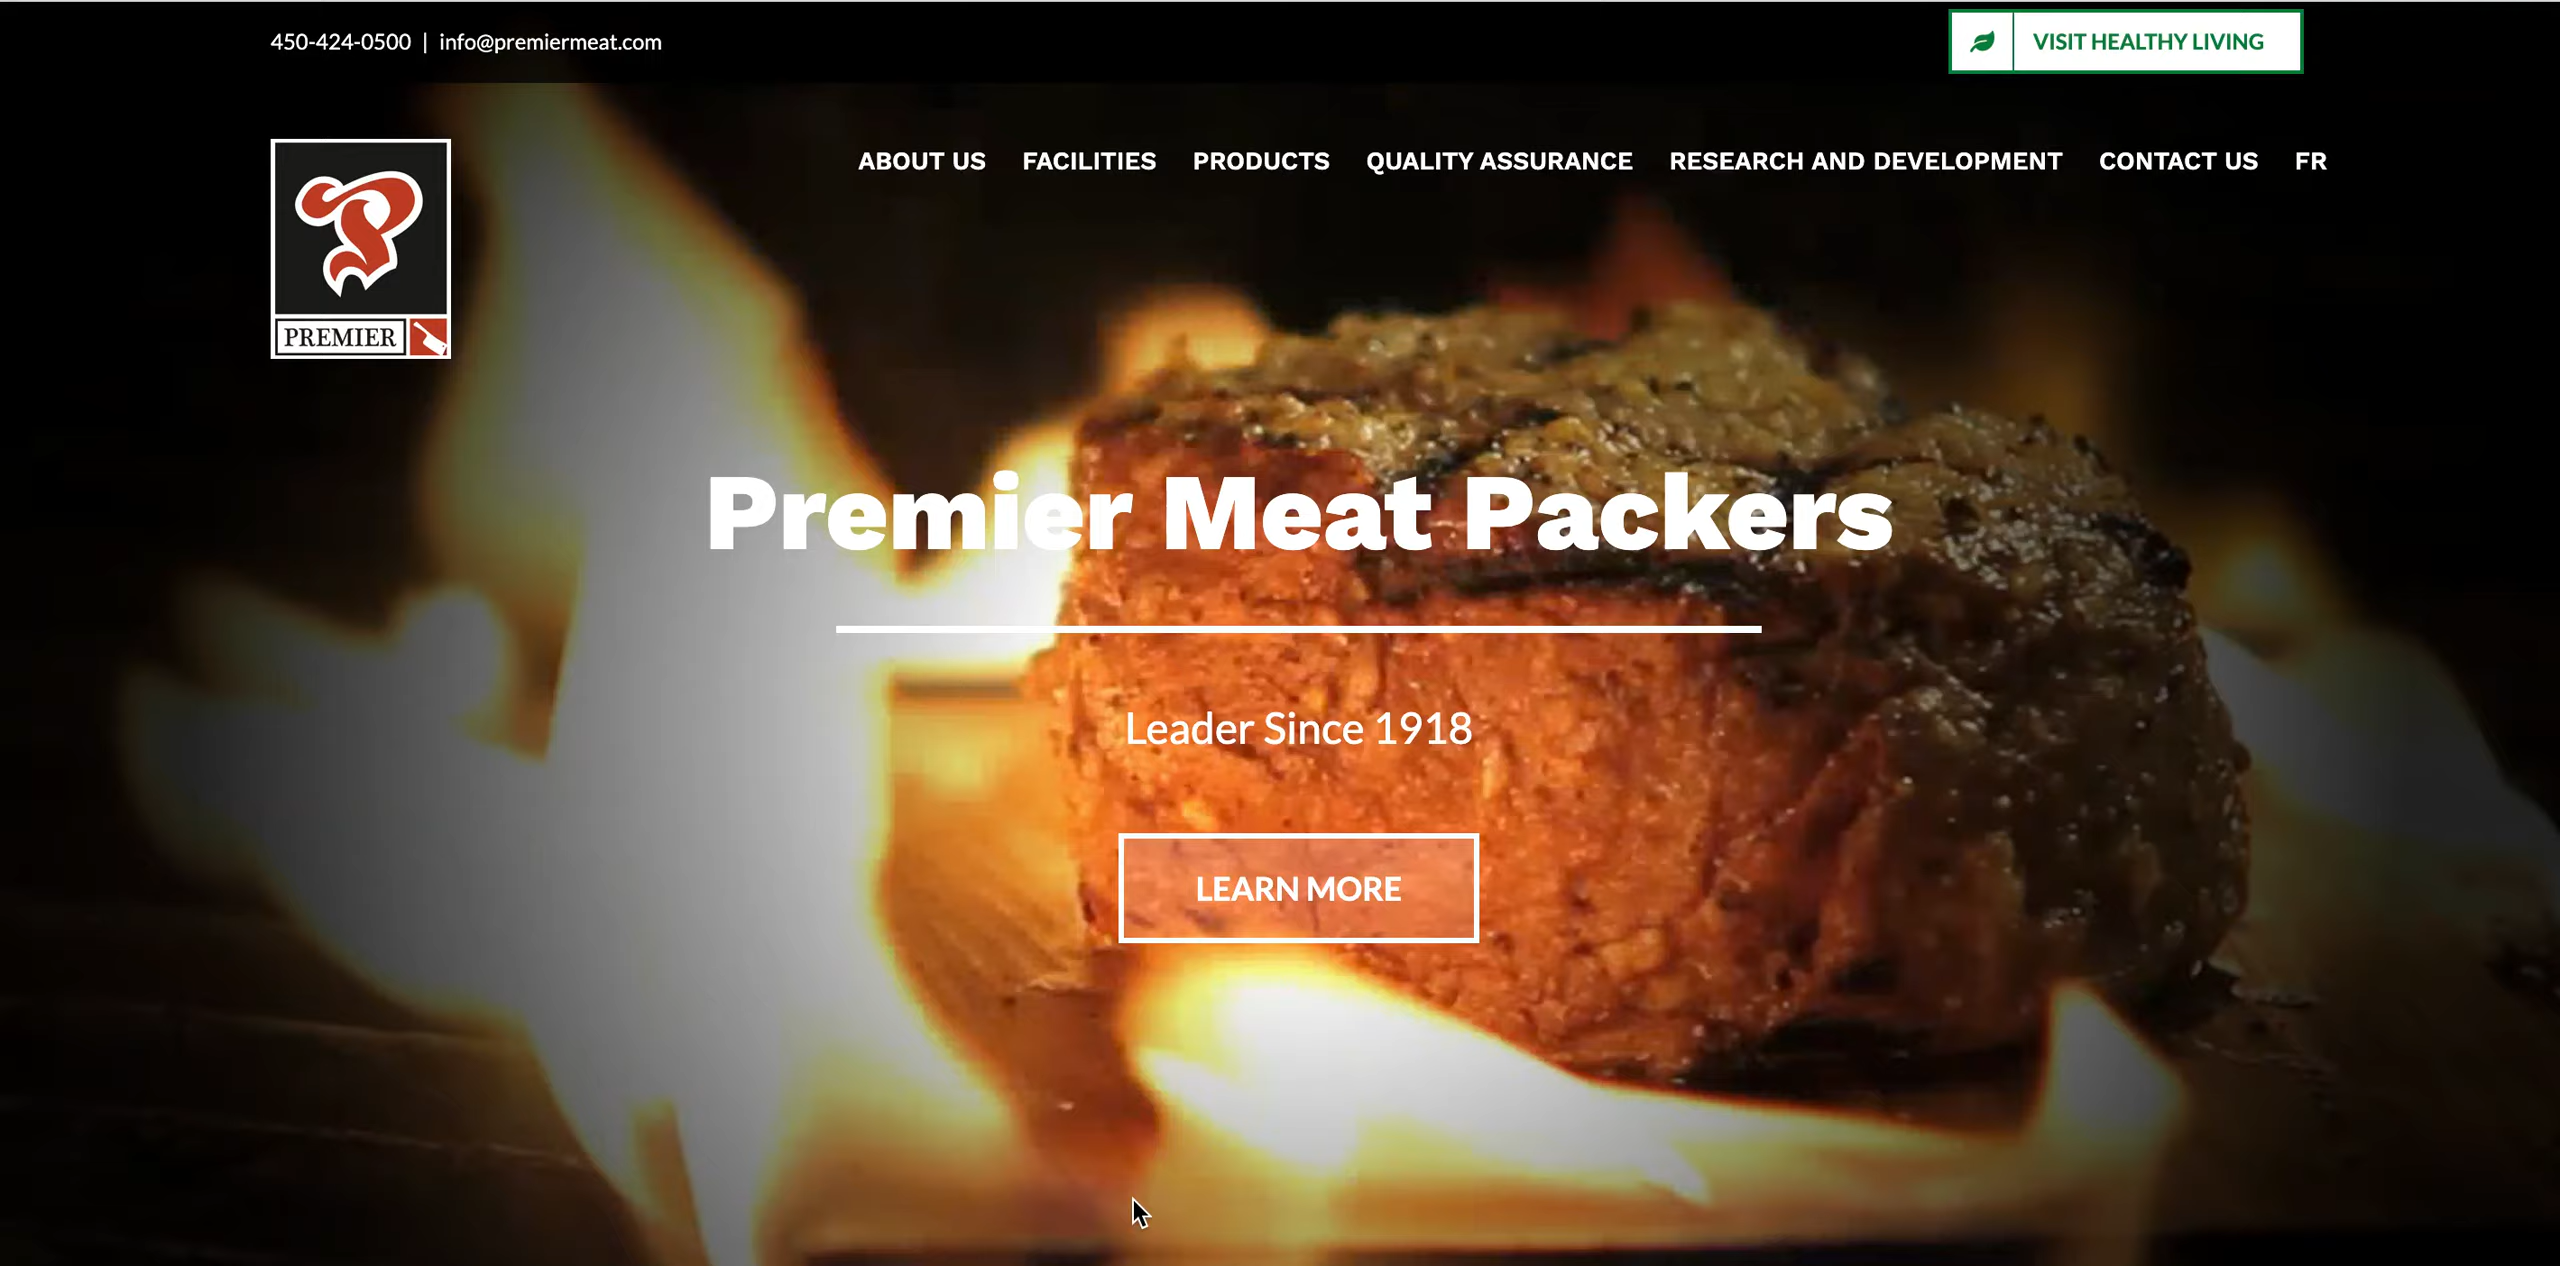 450-424-0500 | info@premiermeat.com
VISIT HEALTHY LIVING
ABOUT US FACILITIES PRODUCTS QUALITY ASSURANCE RESEARCH AND DEVELOPMENT CONTACT US FR
P
PREMIER
Premier Meat Packers
Leader Since 1918
LEARN MORE